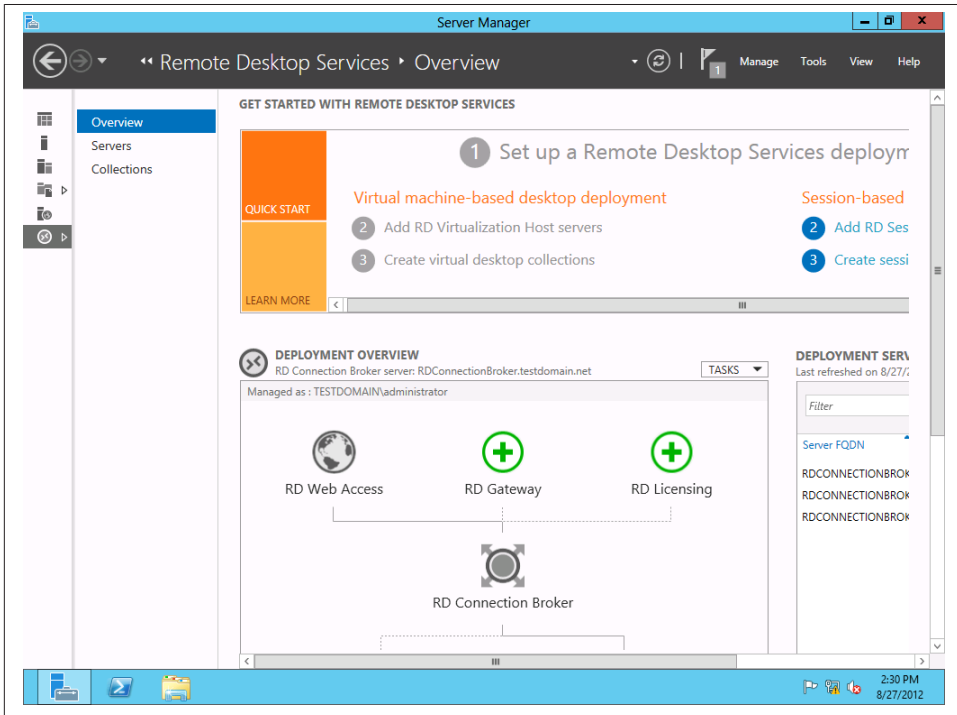 Server Manager
Remote Desktop Services • Overview
1
Manage
Tools
View
Help
Overview
Servers
Collections
GET STARTED WITH REMOTE DESKTOP SERVICES
QUICK START
LEARN MORE
1 Set up a Remote Desktop Services deploym
Virtual machine-based desktop deployment
2 Add RD Virtualization Host servers
3 Create virtual desktop collections
Session-based
2 Add RD Ses
3 Create sessi
DEPLOYMENT OVERVIEW
RD Connection Broker server: RDConnectionBroker.testdomain.net
TASKS
Managed as : TESTDOMAIN\administrator
RD Web Access
RD Gateway
RD Licensing
RD Connection Broker
DEPLOYMENT SERV
Last refreshed on 8/27/2
Filter
Server FQDN
RDCONNECTIONBROK
RDCONNECTIONBROK
RDCONNECTIONBROK
2:30 PM
8/27/2012